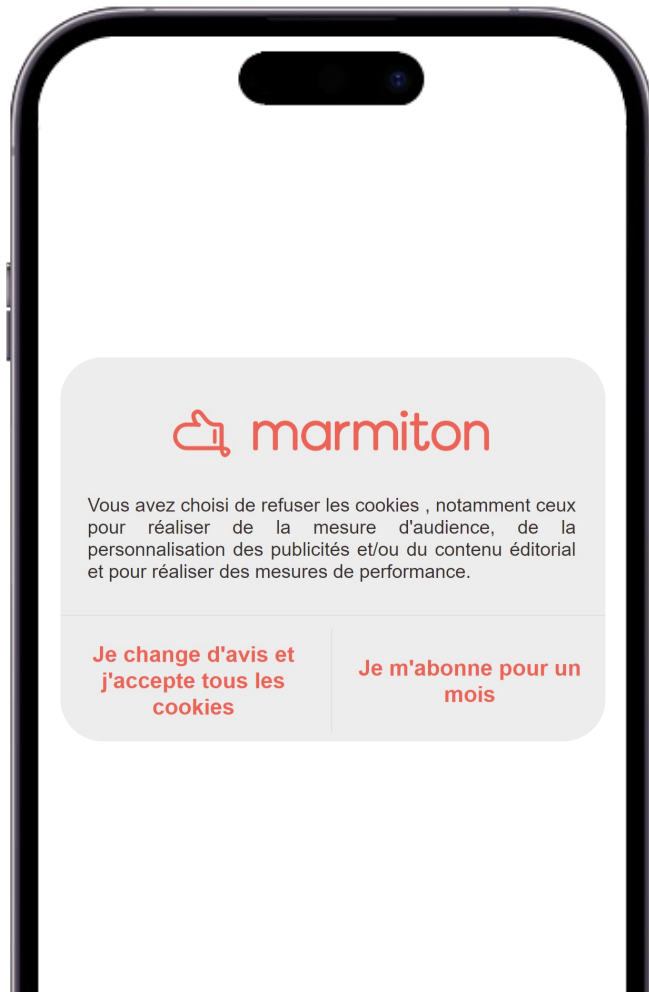 marmiton
Vous avez choisi de refuser les cookies , notamment ceux
pour réaliser de la mesure d'audience, de la
personnalisation des publicités et/ou du contenu éditorial
et pour réaliser des mesures de performance.
Je change d'avis et
j'accepte tous les
cookies
Je m'abonne pour un
mois